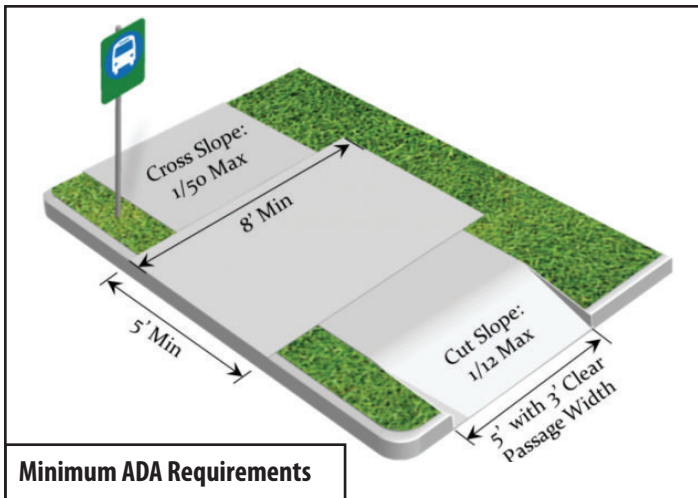 Cross Slope:
1/50 Max
8' Min
5' Min
Cut Slope:
1/12 Max
5' with 3' Clear
Passage Width
Minimum ADA Requirements